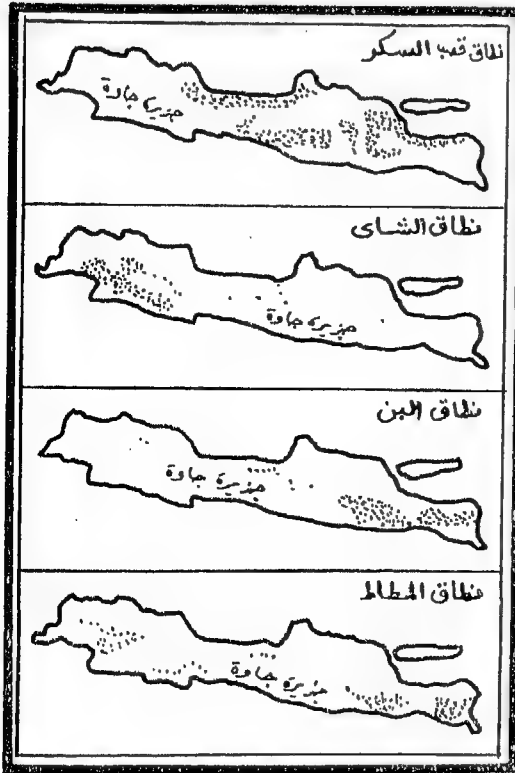 نطاق قصب السكر
جزيرة جاوة
نطاق الشاى
جزيرة جاوة
نطاق البن
جزيرة جاوة
نطاق المطاط
جزيرة جاوة